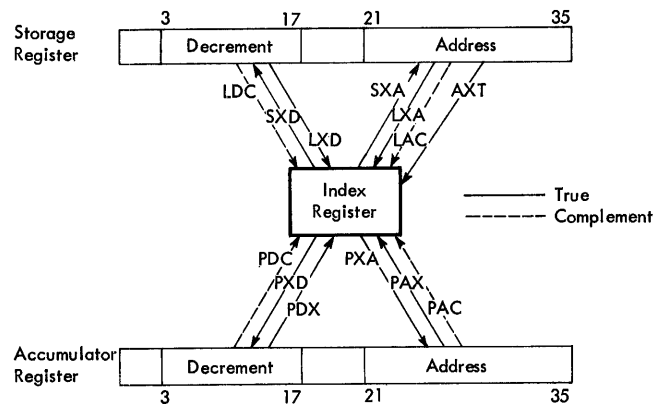 3 17 21 35
Storage Register
Decrement
Address
LDC
SXD
LXD
SXA
LXA
LAC
AXT
Index Register
True
Complement
PDC
PXD
PDX
PXA
PAX
PAC
Accumulator Register
Decrement
Address
3 17 21 35